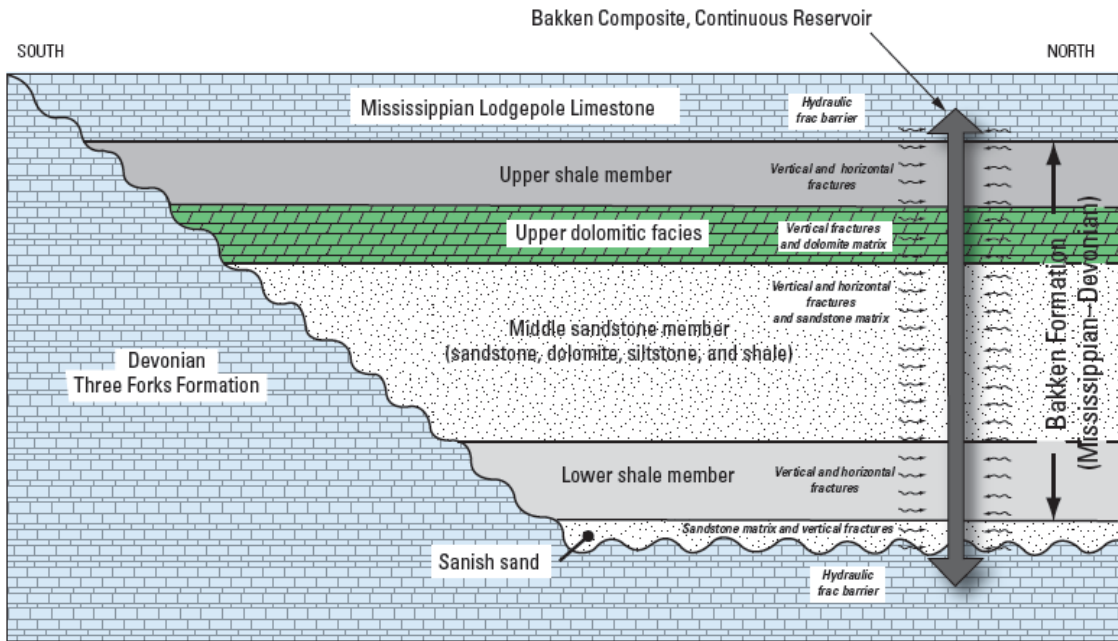 Bakken Composite, Continuous Reservoir
SOUTH
NORTH
Mississippian Lodgepole Limestone
Hydraulic
frac barrier
Upper shale member
Vertical and horizontal
fractures
Upper dolomitic facies
Vertical fractures
and dolomite matrix
Vertical and horizontal
fractures
and sandstone matrix
Middle sandstone member
(sandstone, dolomite, siltstone, and shale)
Bakken Formation
(Mississippian–Devonian)
Devonian
Three Forks Formation
Lower shale member
Vertical and horizontal
fractures
Sandstone matrix and vertical fractures
Sanish sand
Hydraulic
frac barrier